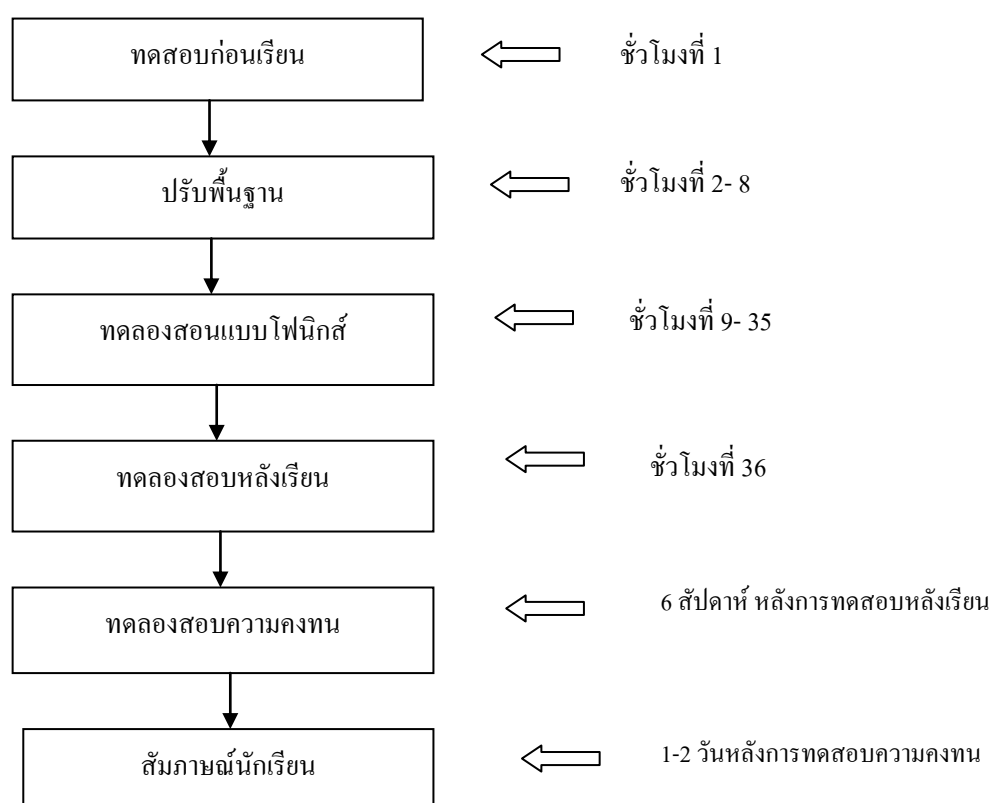 ทดสอบก่อนเรียน
ชั่วโมงที่ 1
ปรับพื้นฐาน
ชั่วโมงที่ 2- 8
ทดลองสอนแบบโฟนิกส์
ชั่วโมงที่ 9- 35
ทดลองสอบหลังเรียน
ชั่วโมงที่ 36
ทดลองสอบความคงทน
6 สัปดาห์ หลังการทดสอบหลังเรียน
สัมภาษณ์นักเรียน
1-2 วันหลังการทดสอบความคงทน